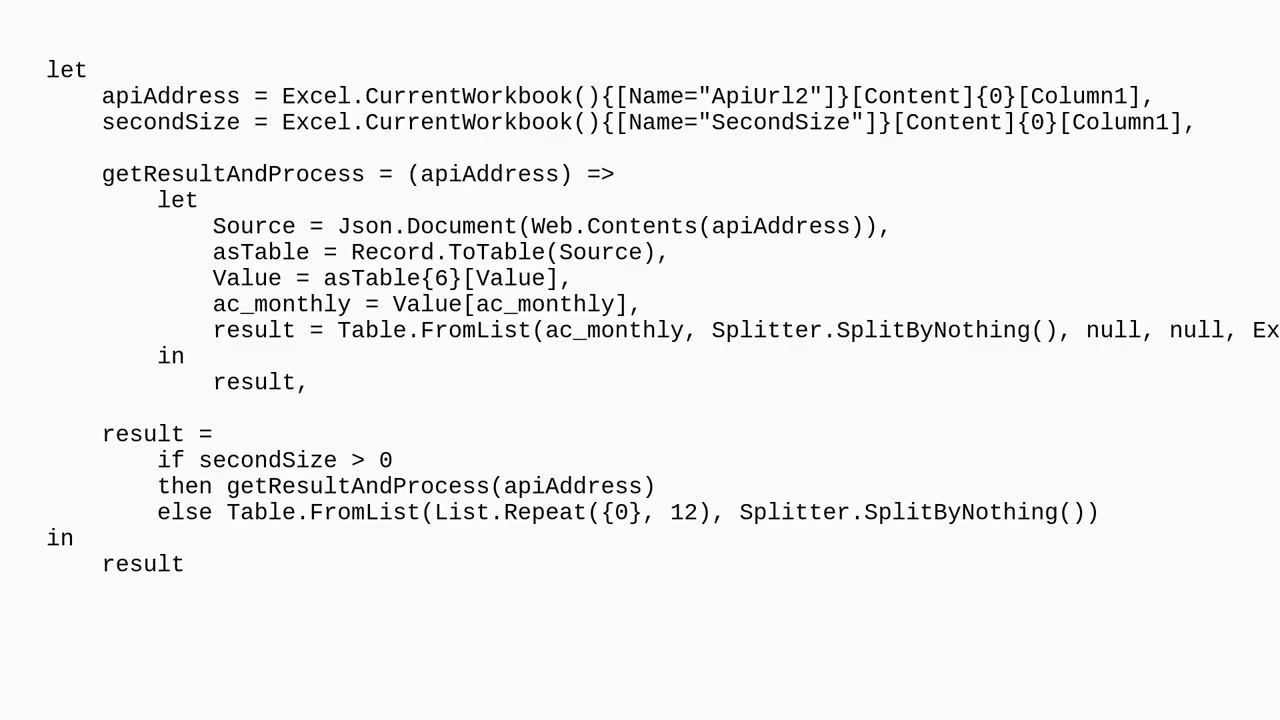 let
    apiAddress = Excel.CurrentWorkbook(){[Name="ApiUrl2"]}[Content]{0}[Column1],
    secondSize = Excel.CurrentWorkbook(){[Name="SecondSize"]}[Content]{0}[Column1],

    getResultAndProcess = (apiAddress) =>
        let
            Source = Json.Document(Web.Contents(apiAddress)),
            asTable = Record.ToTable(Source),
            Value = asTable{6}[Value],
            ac_monthly = Value[ac_monthly],
            result = Table.FromList(ac_monthly, Splitter.SplitByNothing(), null, null, Ex
        in
            result,

    result =
        if secondSize > 0
        then getResultAndProcess(apiAddress)
        else Table.FromList(List.Repeat({0}, 12), Splitter.SplitByNothing())
in
    result